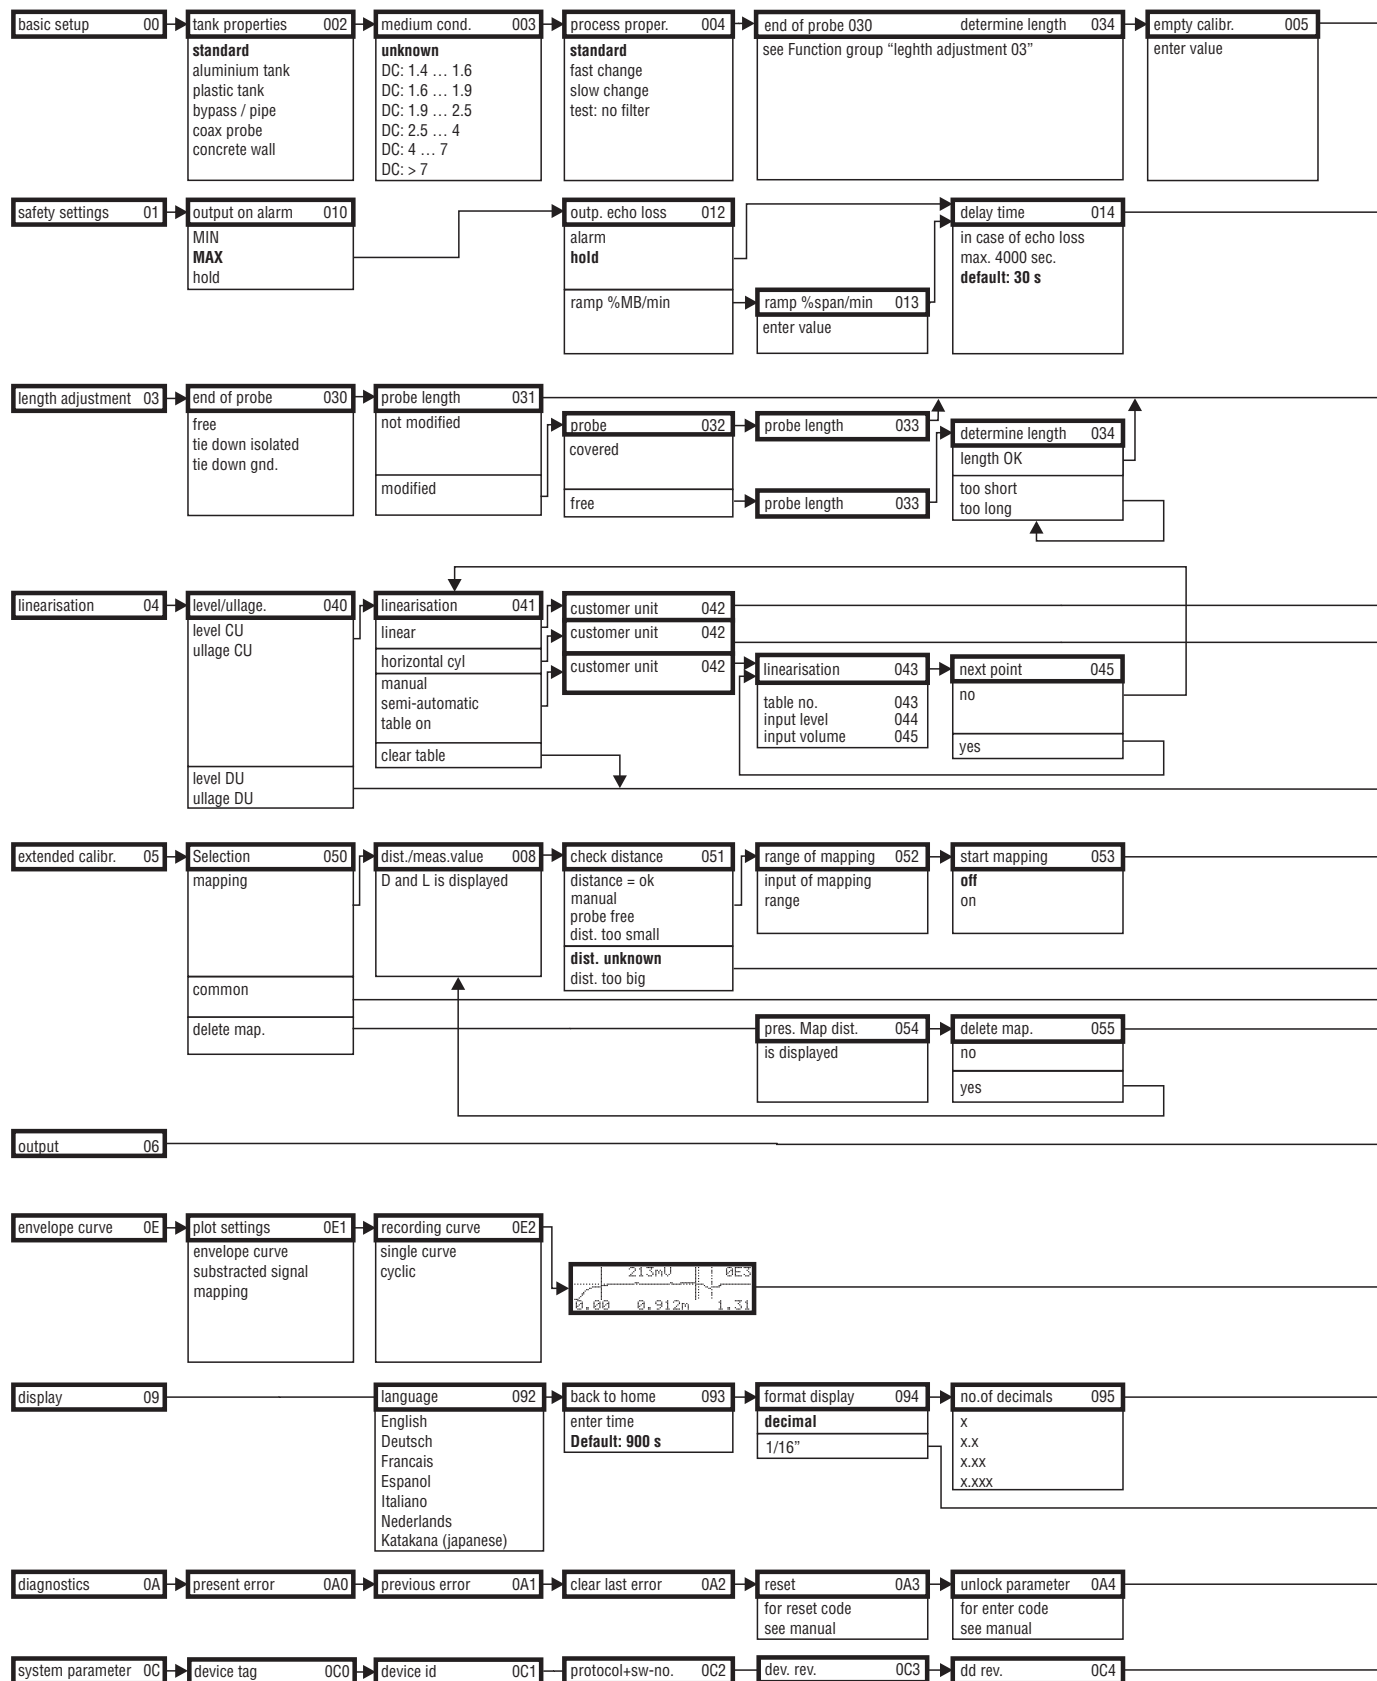 basic setup 00
tank properties 002
standard
aluminium tank
plastic tank
bypass / pipe
coax probe
concrete wall
medium cond. 003
unknown
DC: 1.4 … 1.6
DC: 1.6 … 1.9
DC: 1.9 … 2.5
DC: 2.5 … 4
DC: 4 … 7
DC: > 7
process proper. 004
standard
fast change
slow change
test: no filter
end of probe 030 determine length 034
see Function group “leghth adjustment 03”
empty calibr. 005
enter value
safety settings 01
output on alarm 010
MIN
MAX
hold
outp. echo loss 012
alarm
hold
ramp %MB/min
ramp %span/min 013
enter value
delay time 014
in case of echo loss
max. 4000 sec.
default: 30 s
length adjustment 03
end of probe 030
free
tie down isolated
tie down gnd.
probe length 031
not modified
modified
probe 032
covered
free
probe length 033
probe length 033
determine length 034
length OK
too short
too long
linearisation 04
level/ullage. 040
level CU
ullage CU
level DU
ullage DU
linearisation 041
linear
horizontal cyl
manual
semi-automatic
table on
clear table
customer unit 042
customer unit 042
customer unit 042
linearisation 043
table no. 043
input level 044
input volume 045
next point 045
no
yes
extended calibr. 05
Selection 050
mapping
common
delete map.
dist./meas.value 008
D and L is displayed
check distance 051
distance = ok
manual
probe free
dist. too small
dist. unknown
dist. too big
range of mapping 052
input of mapping
range
start mapping 053
off
on
pres. Map dist. 054
is displayed
delete map. 055
no
yes
output 06
envelope curve 0E
plot settings 0E1
envelope curve
substracted signal
mapping
recording curve 0E2
single curve
cyclic
213mV 0E3
0.00 0.912m 1.31
display 09
language 092
English
Deutsch
Francais
Espanol
Italiano
Nederlands
Katakana (japanese)
back to home 093
enter time
Default: 900 s
format display 094
decimal
1/16”
no.of decimals 095
x
x.x
x.xx
x.xxx
diagnostics 0A
present error 0A0
previous error 0A1
clear last error 0A2
reset 0A3
for reset code
see manual
unlock parameter 0A4
for enter code
see manual
system parameter 0C
device tag 0C0
device id 0C1
protocol+sw-no. 0C2
dev. rev. 0C3
dd rev. 0C4